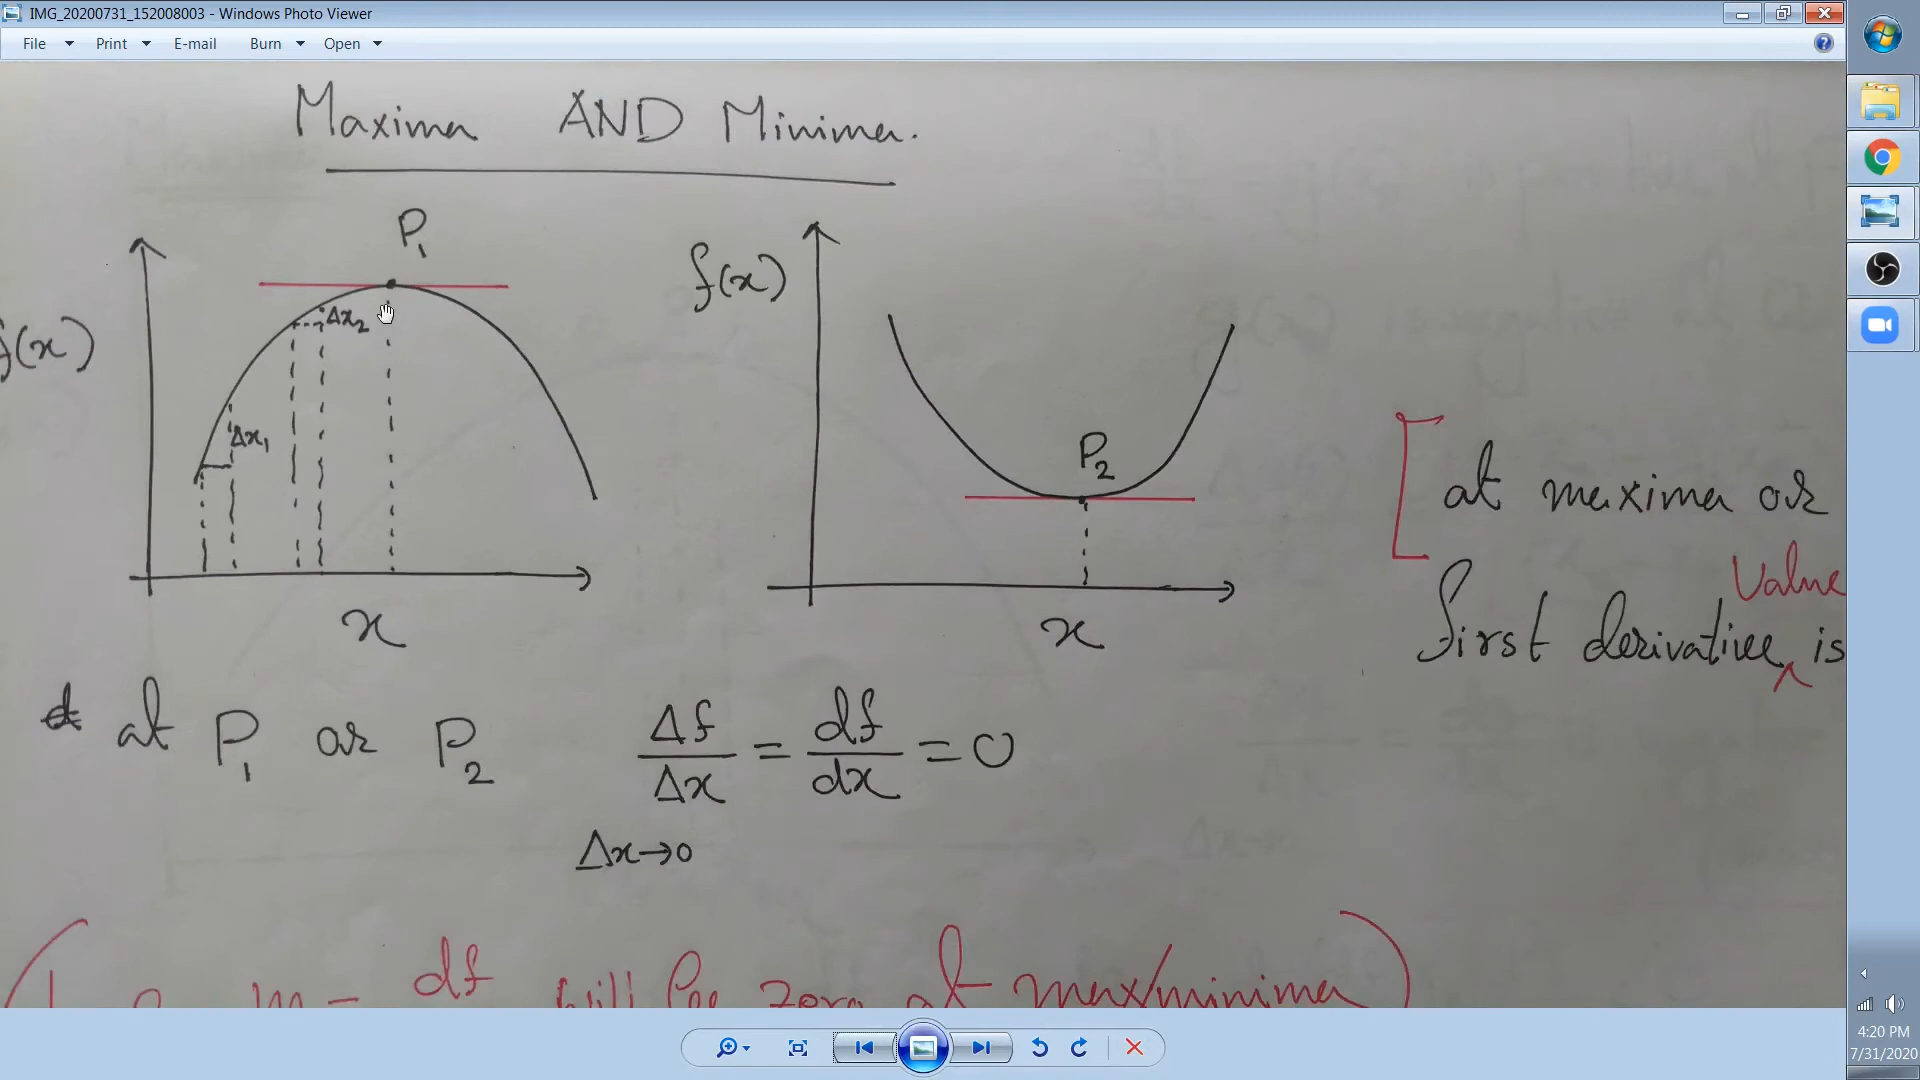 IMG_20200731_152008003 - Windows Photo Viewer
File Print E-mail Burn Open
Maxima AND Minima.
P₁
f(x)
Δx₂
Δx₁
x
f(x)
P₂
x
at maxima or
Value
first derivative is
at P₁ or P₂ Δf/Δx = df/dx = 0
Δx→0
m = df will be zero at max/minima)
4:20 PM
7/31/2020